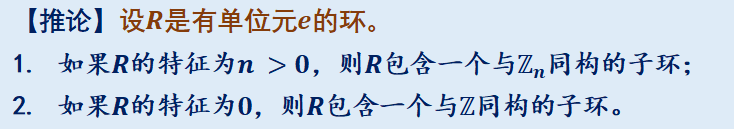 【推论】设R是有单位元e的环。
1. 如果R的特征为n > 0，则R包含一个与ℤₙ同构的子环；
2. 如果R的特征为0，则R包含一个与ℤ同构的子环。